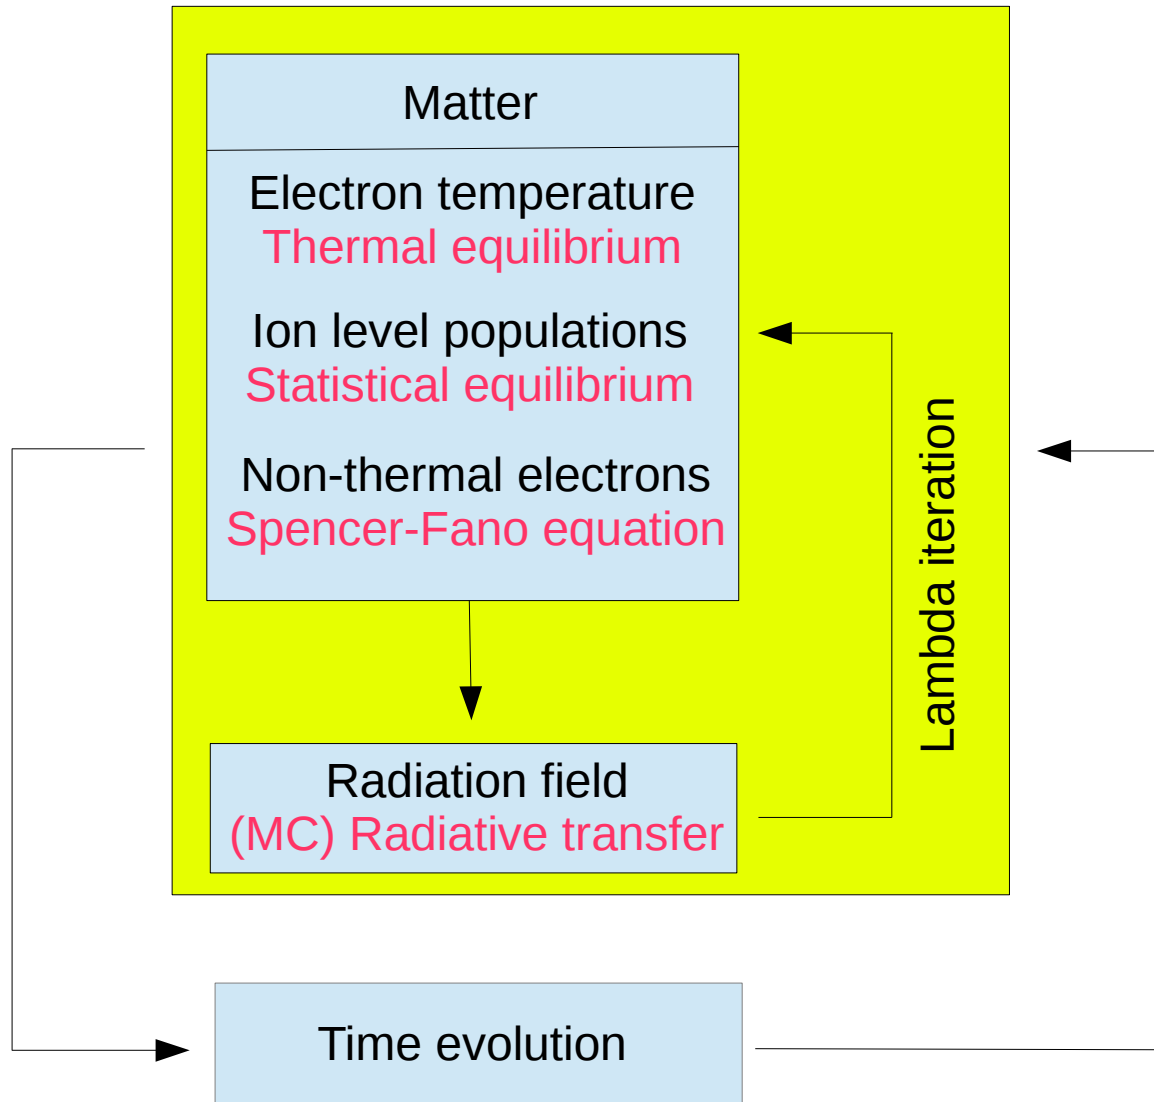 Matter
Electron temperature
Thermal equilibrium
Ion level populations
Statistical equilibrium
Non-thermal electrons
Spencer-Fano equation
Lambda iteration
Radiation field
(MC) Radiative transfer
Time evolution